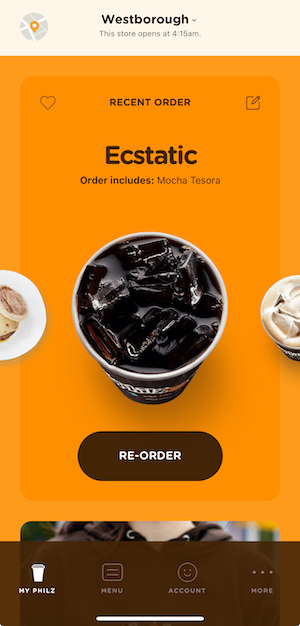 Westborough
This store opens at 4:15am.
RECENT ORDER
Ecstatic
Order includes: Mocha Tesora
RE-ORDER
MY PHILZ
MENU
ACCOUNT
MORE